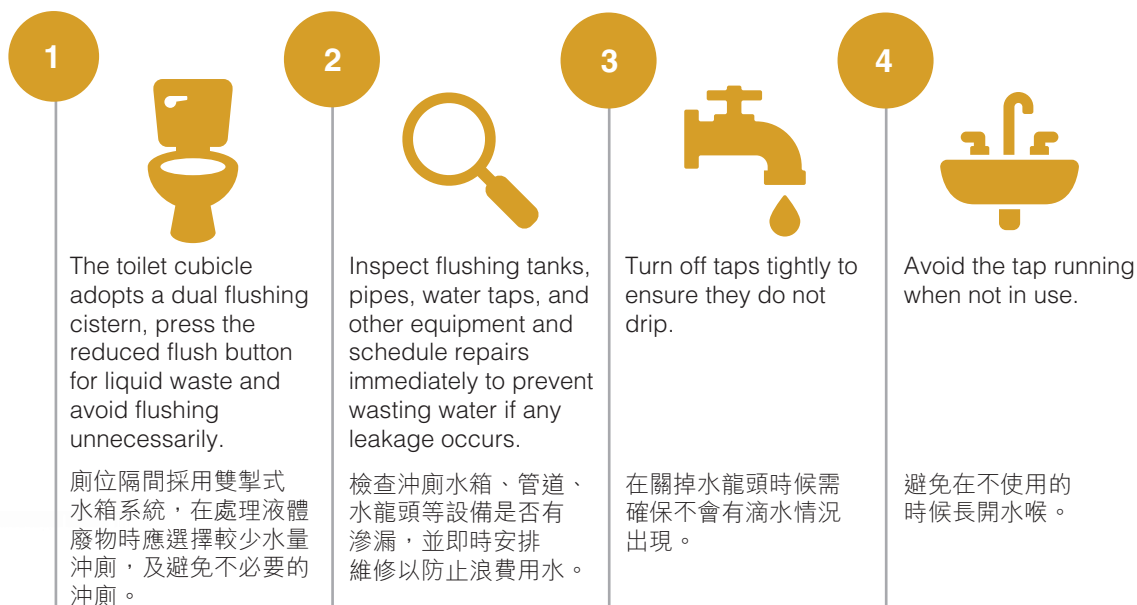 1
The toilet cubicle
adopts a dual flushing
cistern, press the
reduced flush button
for liquid waste and
avoid flushing
unnecessarily.
廁位隔間採用雙掣式
水箱系統，在處理液體
廢物時應選擇較少水量
沖廁，及避免不必要的
沖廁。
2
Inspect flushing tanks,
pipes, water taps, and
other equipment and
schedule repairs
immediately to prevent
wasting water if any
leakage occurs.
檢查沖廁水箱、管道、
水龍頭等設備是否有
滲漏，並即時安排
維修以防止浪費用水。
3
Turn off taps tightly to
ensure they do not
drip.
在關掉水龍頭時候需
確保不會有滴水情況
出現。
4
Avoid the tap running
when not in use.
避免在不使用的
時候長開水喉。